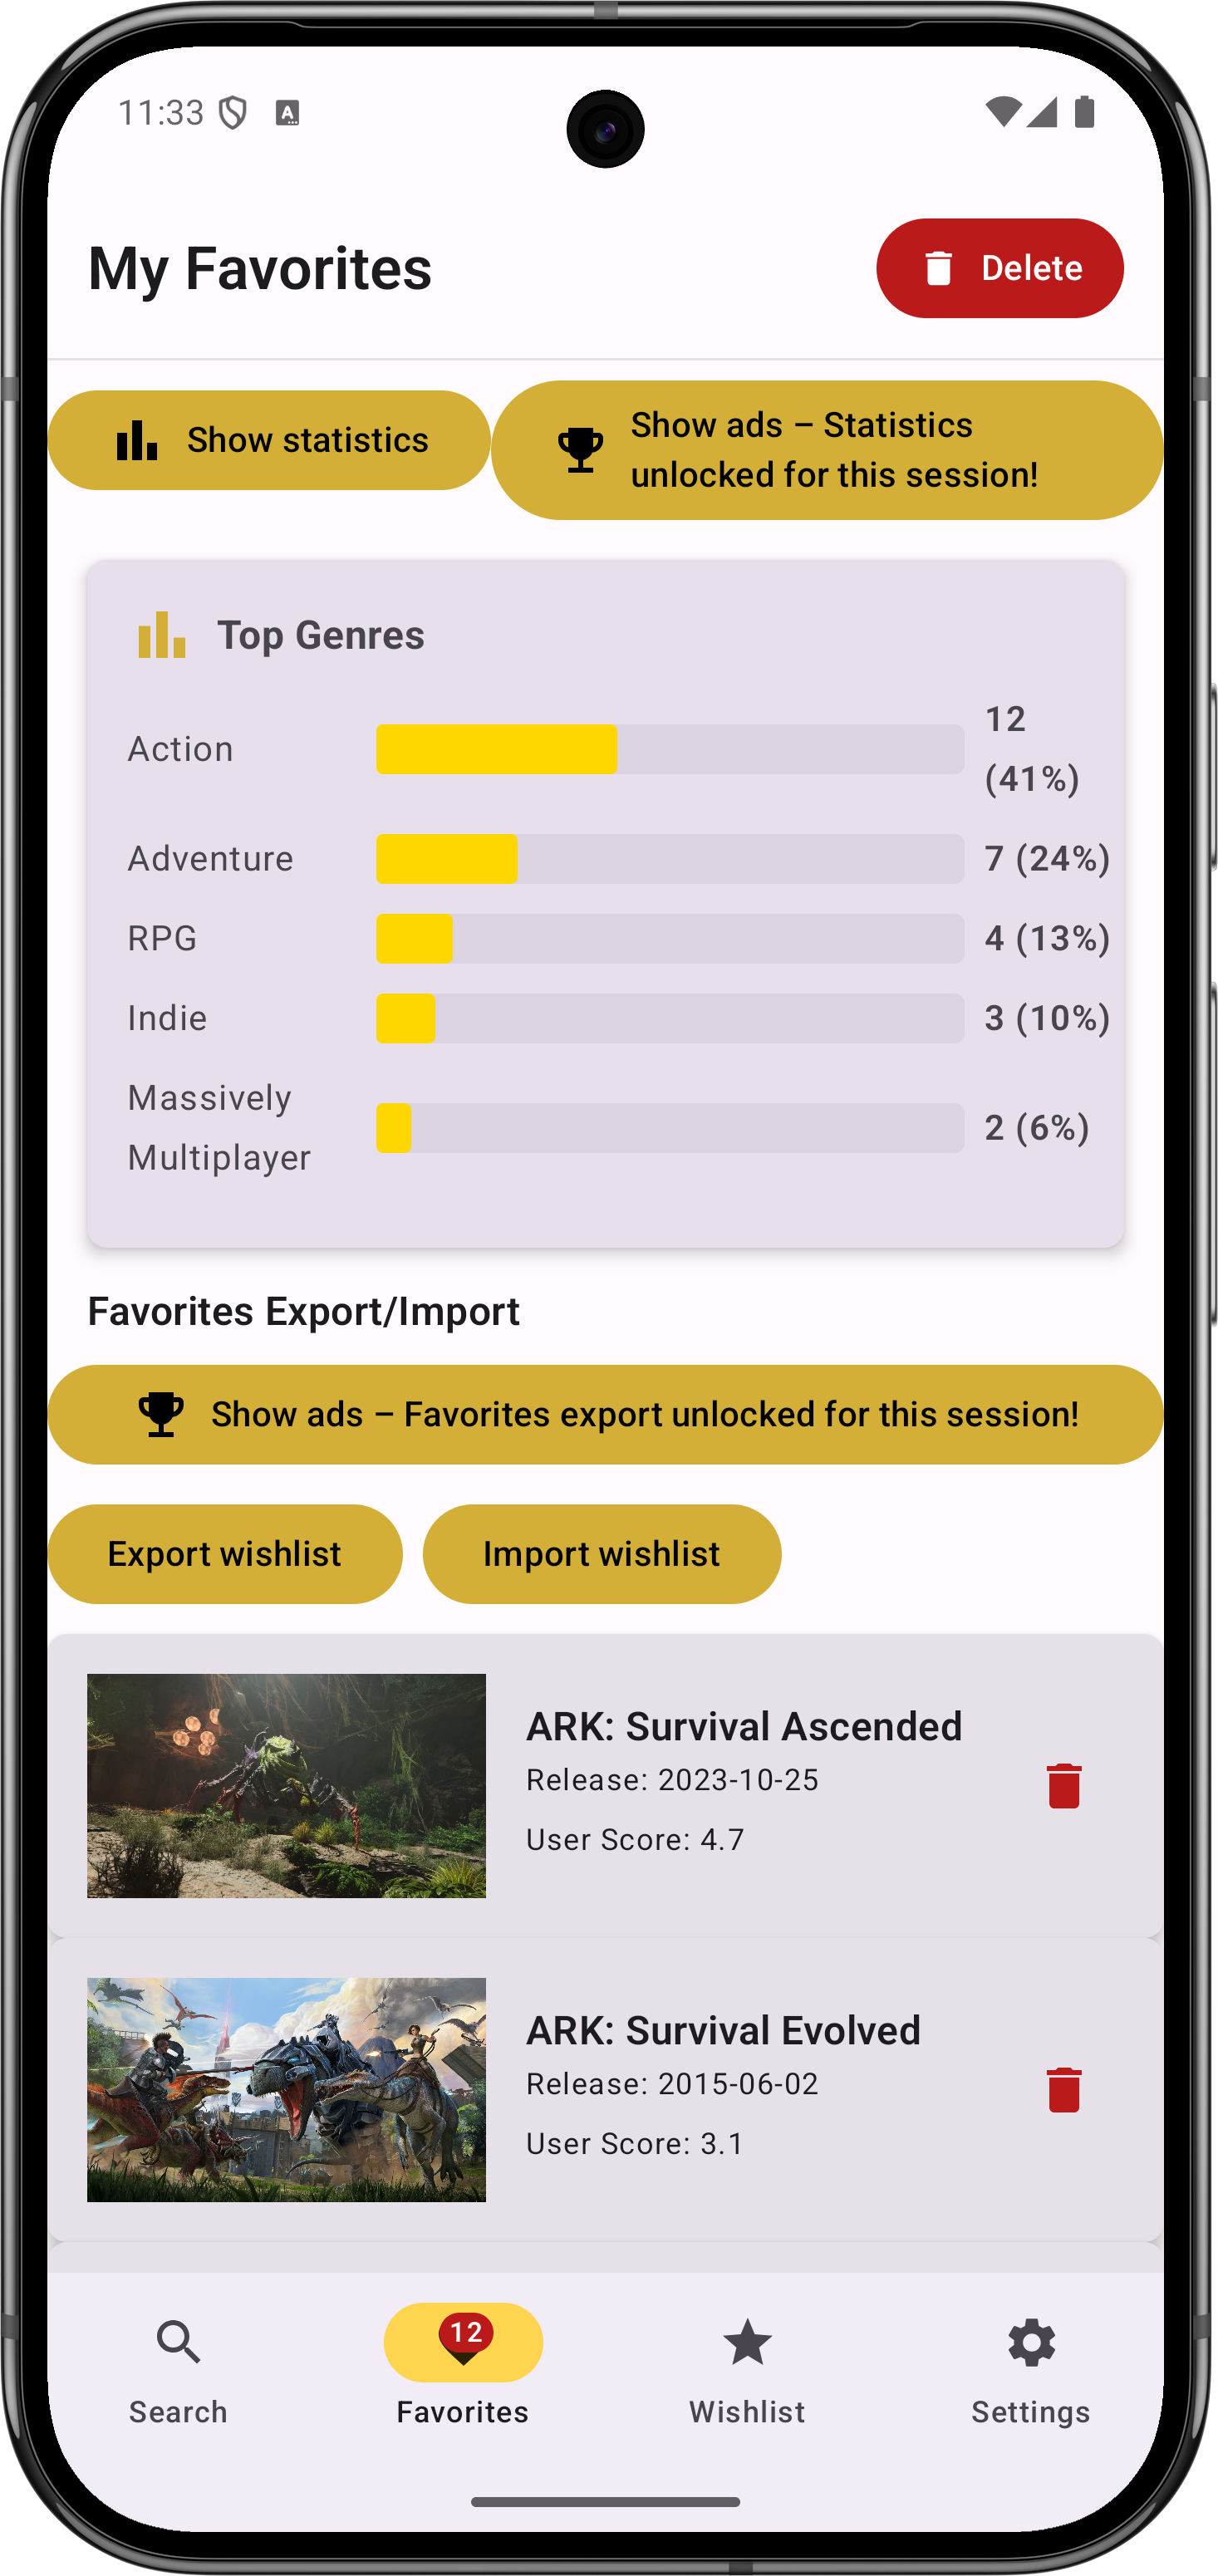 11:33
My Favorites
Delete
Show statistics
Show ads – Statistics
unlocked for this session!
Top Genres
Action
12
(41%)
Adventure
7 (24%)
RPG
4 (13%)
Indie
3 (10%)
Massively
Multiplayer
2 (6%)
Favorites Export/Import
Show ads – Favorites export unlocked for this session!
Export wishlist
Import wishlist
ARK: Survival Ascended
Release: 2023-10-25
User Score: 4.7
ARK: Survival Evolved
Release: 2015-06-02
User Score: 3.1
12
Search
Favorites
Wishlist
Settings